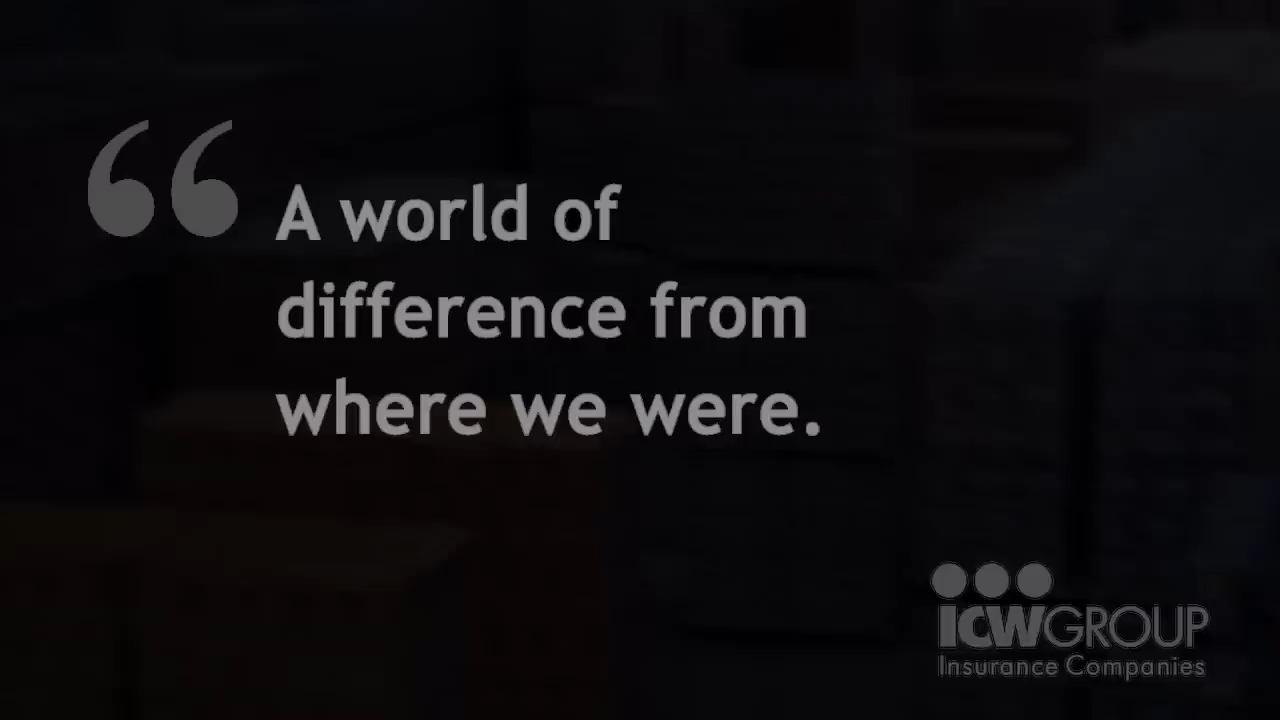 “ A world of
difference from
where we were.
ICWGROUP
Insurance Companies